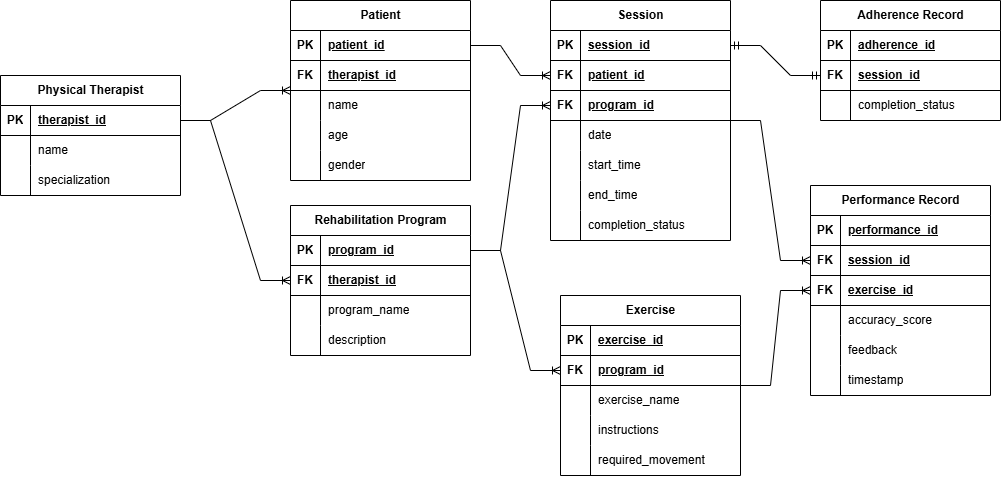 Physical Therapist
PK therapist_id
name
specialization
Patient
PK patient_id
FK therapist_id
name
age
gender
Rehabilitation Program
PK program_id
FK therapist_id
program_name
description
Session
PK session_id
FK patient_id
FK program_id
date
start_time
end_time
completion_status
Exercise
PK exercise_id
FK program_id
exercise_name
instructions
required_movement
Adherence Record
PK adherence_id
FK session_id
completion_status
Performance Record
PK performance_id
FK session_id
FK exercise_id
accuracy_score
feedback
timestamp